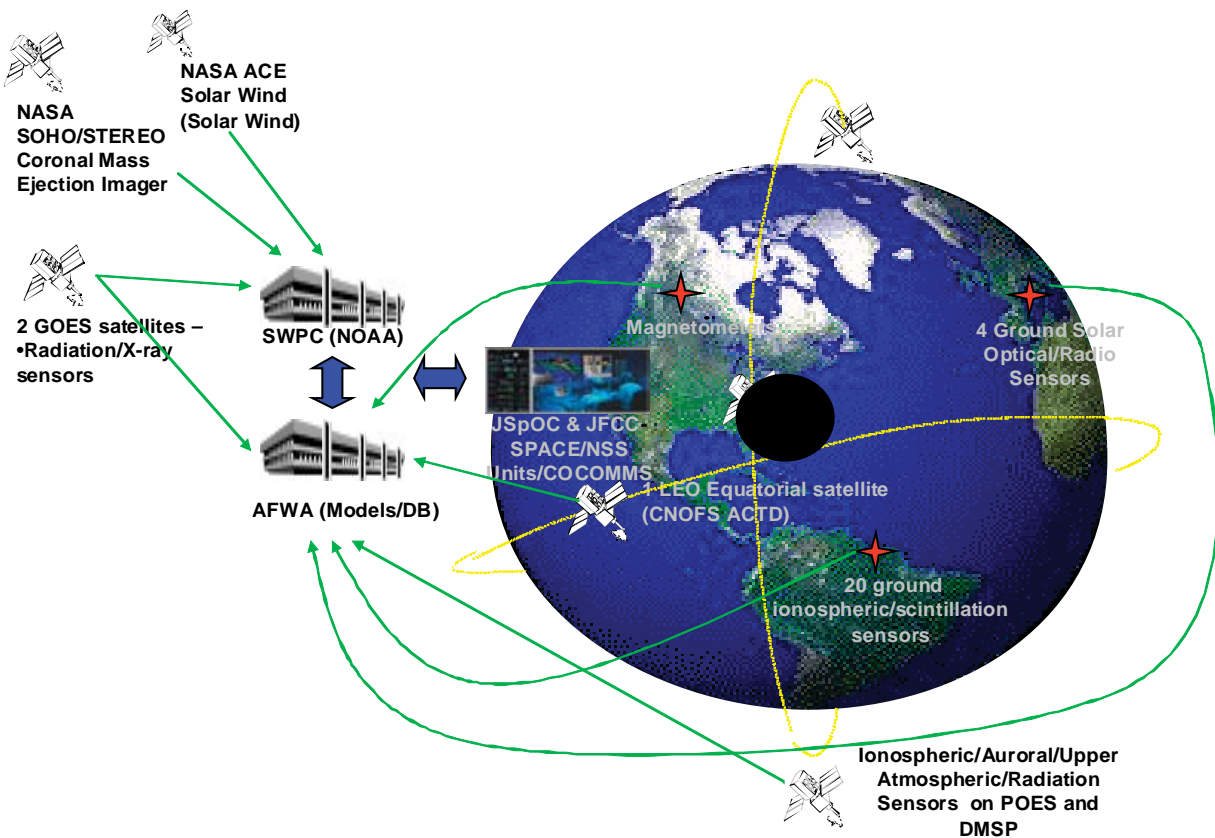 NASA ACE
Solar Wind
(Solar Wind)
NASA
SOHO/STEREO
Coronal Mass
Ejection Imager
2 GOES satellites –
•Radiation/X-ray
sensors
SWPC (NOAA)
AFWA (Models/DB)
Magnetometers
4 Ground Solar
Optical/Radio
Sensors
JSpOC & JFCC-
SPACE/NSS
Units/COCOMMS
1 LEO Equatorial satellite
(CNOFS ACTD)
20 ground
ionospheric/scintillation
sensors
Ionospheric/Auroral/Upper
Atmospheric/Radiation
Sensors on POES and
DMSP